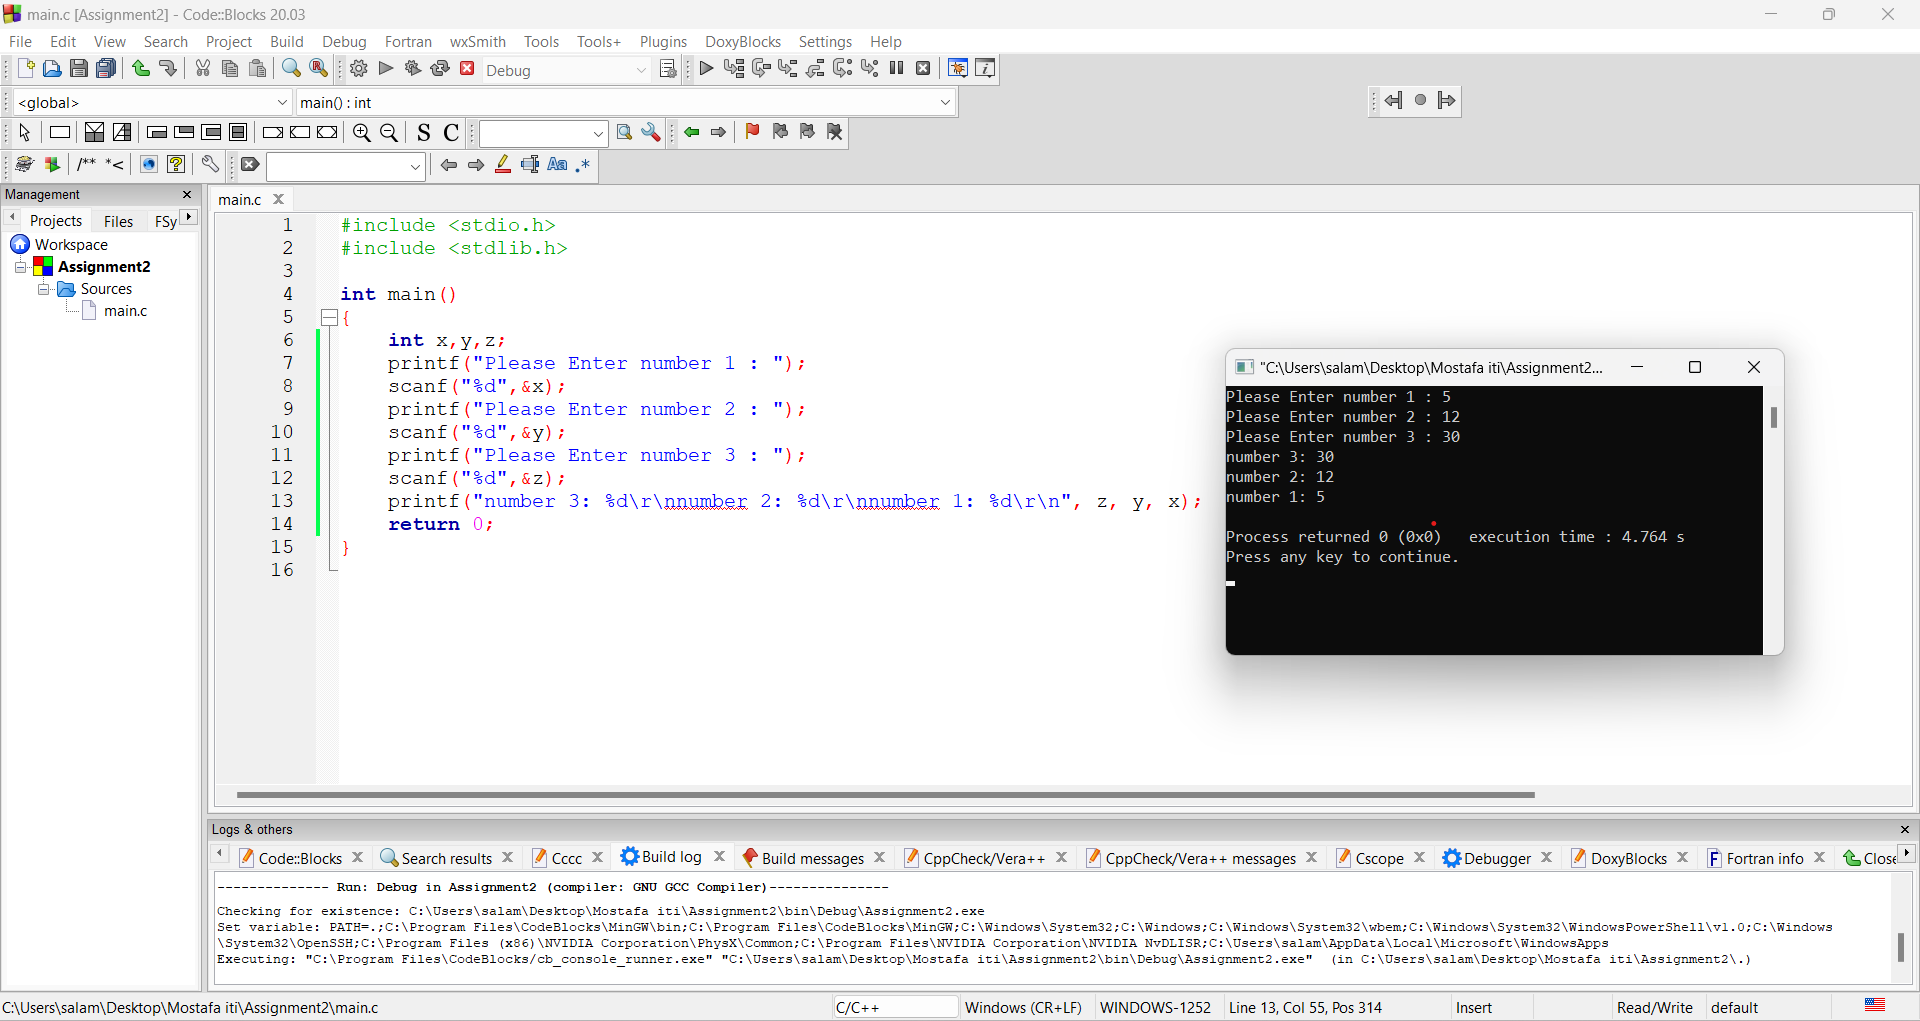 main.c [Assignment2] - Code::Blocks 20.03
File Edit View Search Project Build Debug Fortran wxSmith Tools Tools+ Plugins DoxyBlocks Settings Help
Debug
<global> main() : int
S C
/** *<
Aa .*
Management
main.c
Projects Files FSy
Workspace
Assignment2
Sources
main.c
1 #include <stdio.h>
2 #include <stdlib.h>
3
4 int main()
5 {
6 int x,y,z;
7 printf("Please Enter number 1 : ");
8 scanf("%d",&x);
9 printf("Please Enter number 2 : ");
10 scanf("%d",&y);
11 printf("Please Enter number 3 : ");
12 scanf("%d",&z);
13 printf("number 3: %d\r\nnumber 2: %d\r\nnumber 1: %d\r\n", z, y, x);
14 return 0;
15 }
16
"C:\Users\salam\Desktop\Mostafa iti\Assignment2...
Please Enter number 1 : 5
Please Enter number 2 : 12
Please Enter number 3 : 30
number 3: 30
number 2: 12
number 1: 5
Process returned 0 (0x0)   execution time : 4.764 s
Press any key to continue.
Logs & others
Code::Blocks Search results Cccc Build log Build messages CppCheck/Vera++ CppCheck/Vera++ messages Cscope Debugger DoxyBlocks Fortran info Close
-------------- Run: Debug in Assignment2 (compiler: GNU GCC Compiler)---------------
Checking for existence: C:\Users\salam\Desktop\Mostafa iti\Assignment2\bin\Debug\Assignment2.exe
Set variable: PATH=.;C:\Program Files\CodeBlocks\MinGW\bin;C:\Program Files\CodeBlocks\MinGW;C:\Windows\System32;C:\Windows;C:\Windows\System32\wbem;C:\Windows\System32\WindowsPowerShell\v1.0;C:\Windows
\System32\OpenSSH;C:\Program Files (x86)\NVIDIA Corporation\PhysX\Common;C:\Program Files\NVIDIA Corporation\NVIDIA NvDLISR;C:\Users\salam\AppData\Local\Microsoft\WindowsApps
Executing: "C:\Program Files\CodeBlocks/cb_console_runner.exe" "C:\Users\salam\Desktop\Mostafa iti\Assignment2\bin\Debug\Assignment2.exe"  (in C:\Users\salam\Desktop\Mostafa iti\Assignment2\.)
C:\Users\salam\Desktop\Mostafa iti\Assignment2\main.c C/C++ Windows (CR+LF) WINDOWS-1252 Line 13, Col 55, Pos 314 Insert Read/Write default